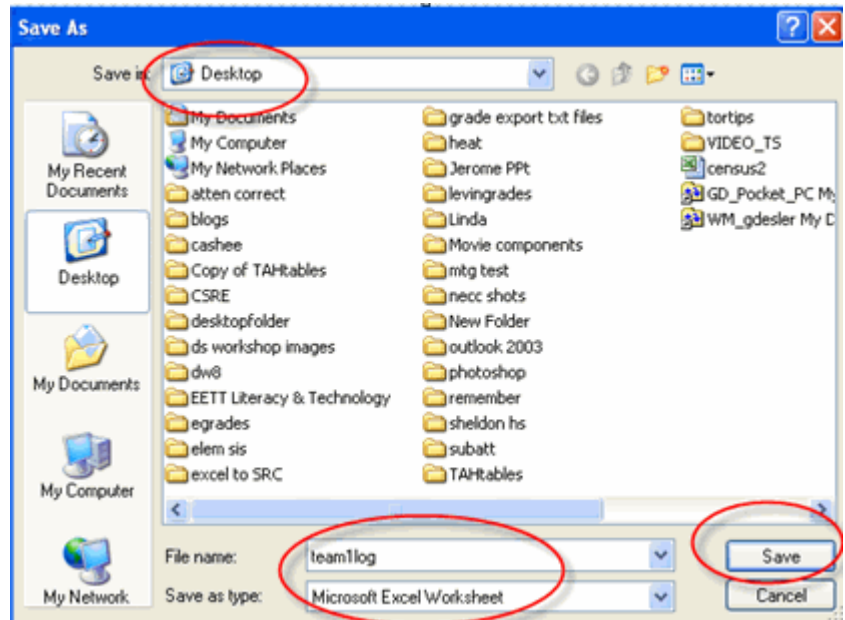 Save As
Save in:
Desktop
My Recent
Documents
Desktop
My Documents
My Computer
My Network
My Documents
My Computer
My Network Places
atten correct
blogs
cashee
Copy of TAHtables
CSRE
desktopfolder
ds workshop images
dw8
EETT Literacy & Technology
egrades
elem sis
excel to SRC
grade export txt files
heat
Jerome PPt
levingrades
Linda
Movie components
mtg test
necc shots
New Folder
outlook 2003
photoshop
remember
sheldon hs
subatt
TAHtables
tortips
VIDEO_TS
census2
GD_Pocket_PC My
WM_gdesler My D
File name:
team1log
Save
Save as type:
Microsoft Excel Worksheet
Cancel